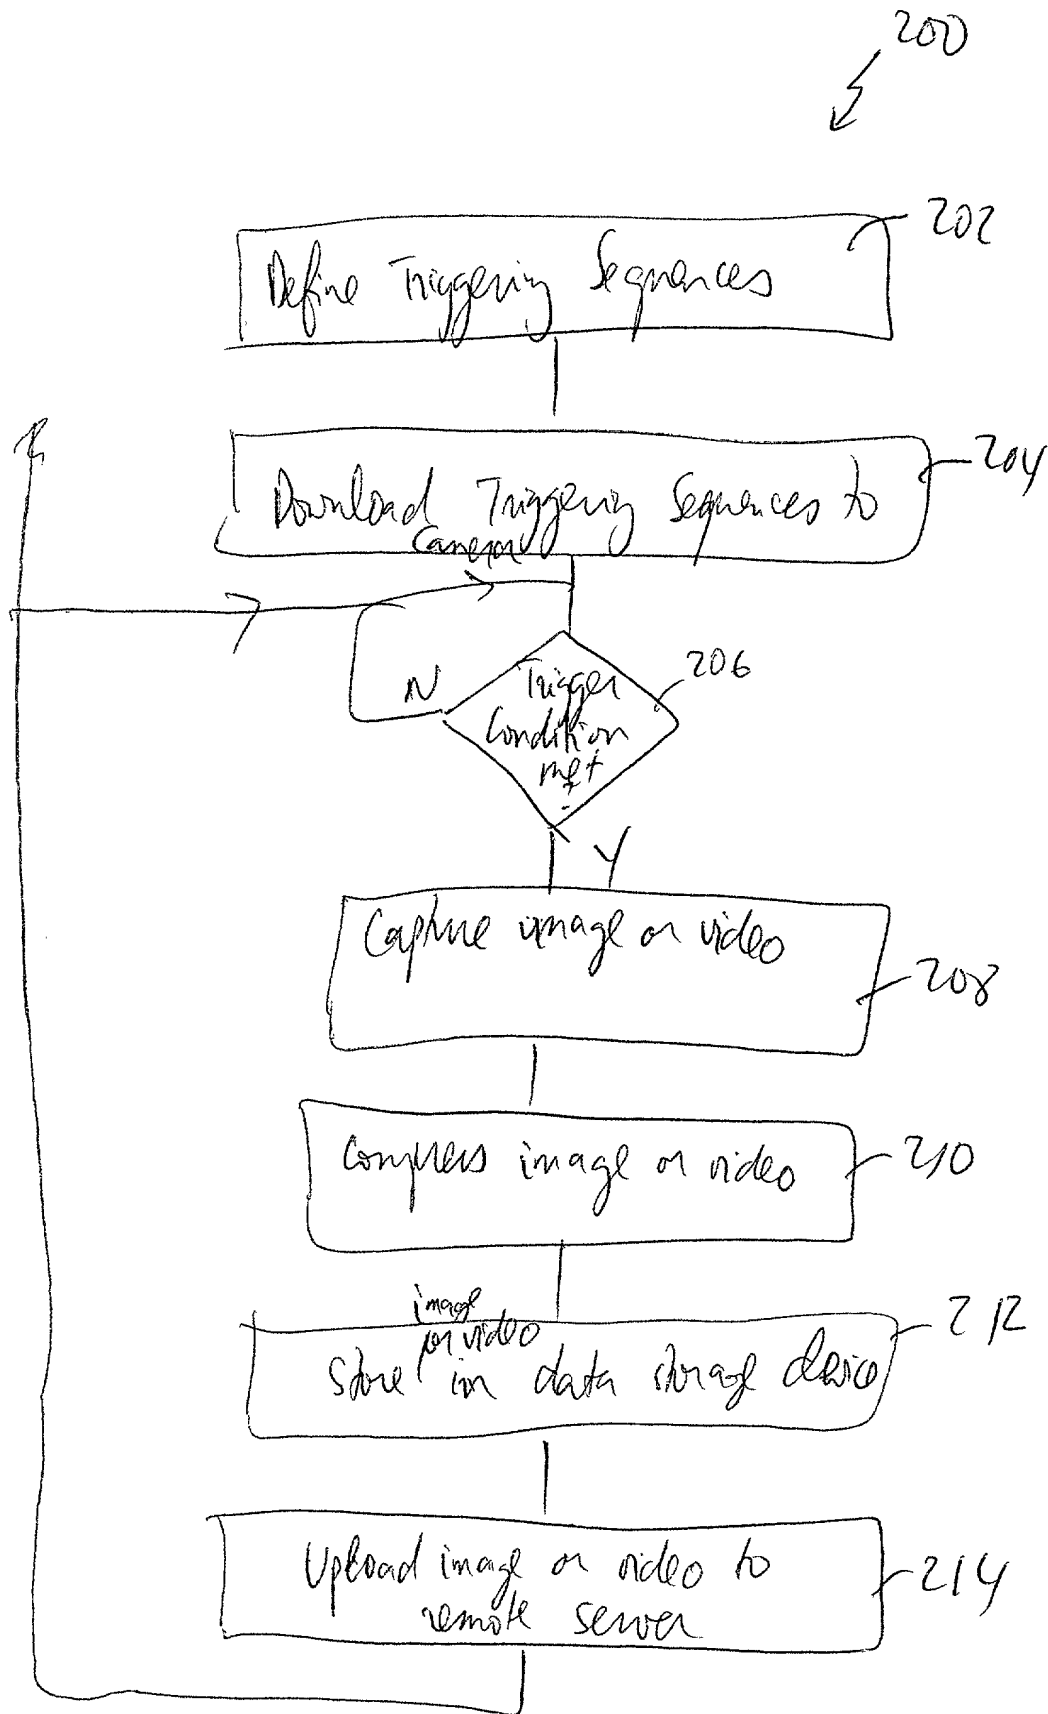 200
202
Define Triggering Sequences
204
Download Triggering Sequences to
Camera
206
N
Trigger
Condition
met
Y
Capture image or video
208
Compress image or video
210
image
or video
212
Store in data storage device
Upload image or video to
remote server
214